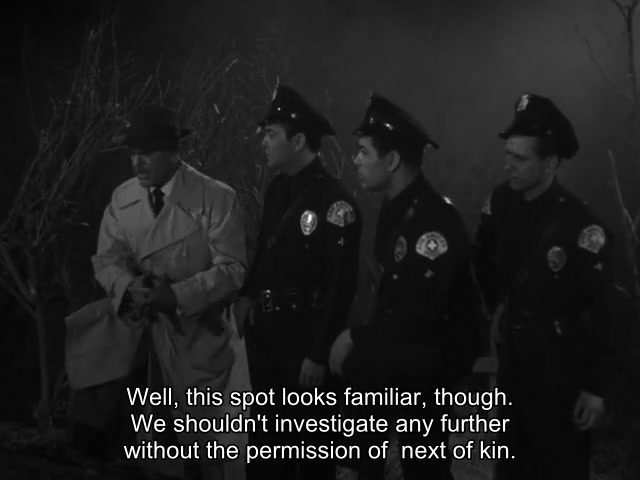 Well, this spot looks familiar, though.
We shouldn't investigate any further
without the permission of  next of kin.